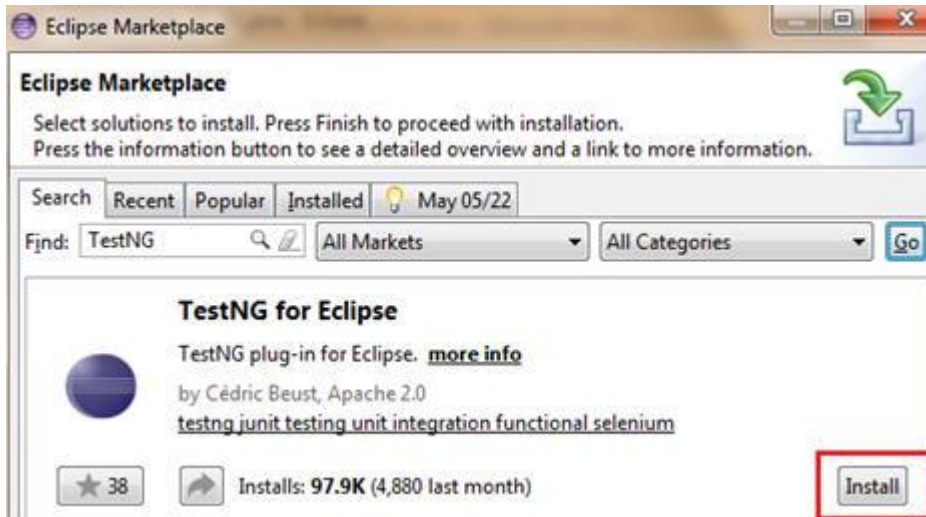 Eclipse Marketplace
Eclipse Marketplace
Select solutions to install. Press Finish to proceed with installation.
Press the information button to see a detailed overview and a link to more information.
Search Recent Popular Installed May 05/22
Find: TestNG All Markets All Categories Go
TestNG for Eclipse
TestNG plug-in for Eclipse. more info
by Cédric Beust, Apache 2.0
testng junit testing unit integration functional selenium
38 Installs: 97.9K (4,880 last month) Install